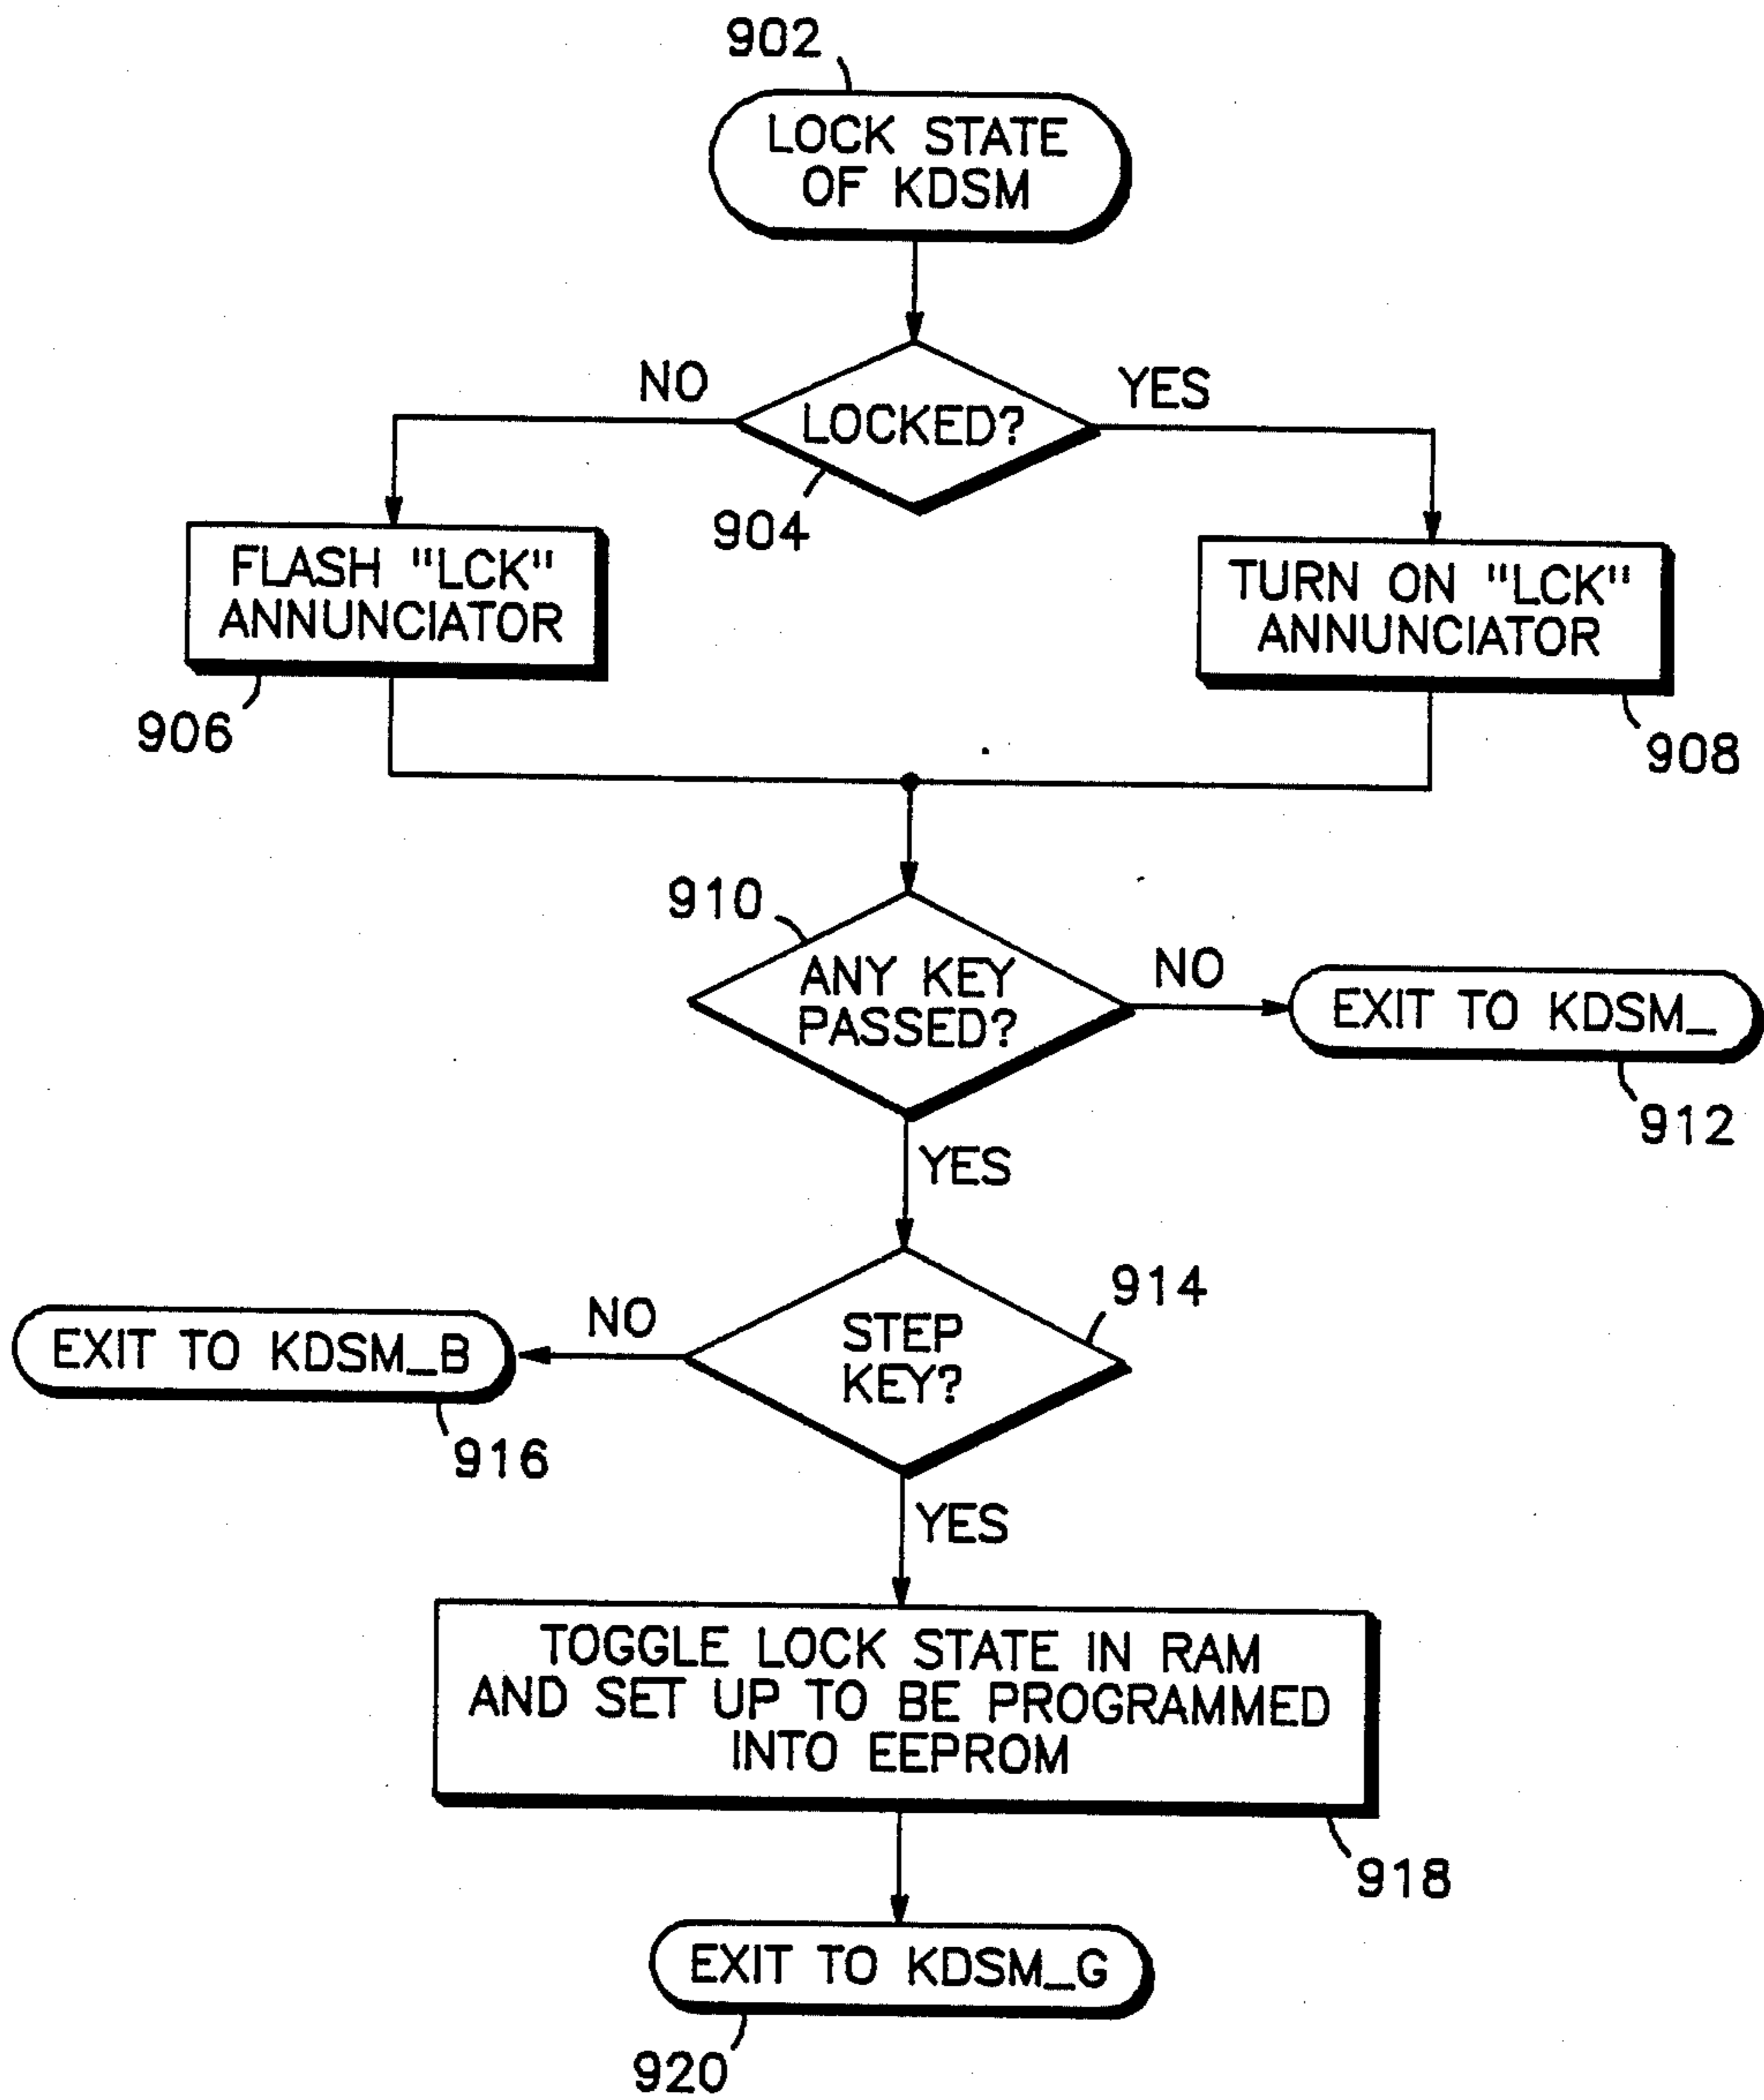 902
LOCK STATE
OF KDSM
NO
YES
LOCKED?
904
FLASH "LCK"
ANNUNCIATOR
906
TURN ON "LCK"
ANNUNCIATOR
908
910
ANY KEY
PASSED?
NO
EXIT TO KDSM_
912
YES
914
STEP
KEY?
NO
EXIT TO KDSM_B
916
YES
TOGGLE LOCK STATE IN RAM
AND SET UP TO BE PROGRAMMED
INTO EEPROM
918
EXIT TO KDSM_G
920